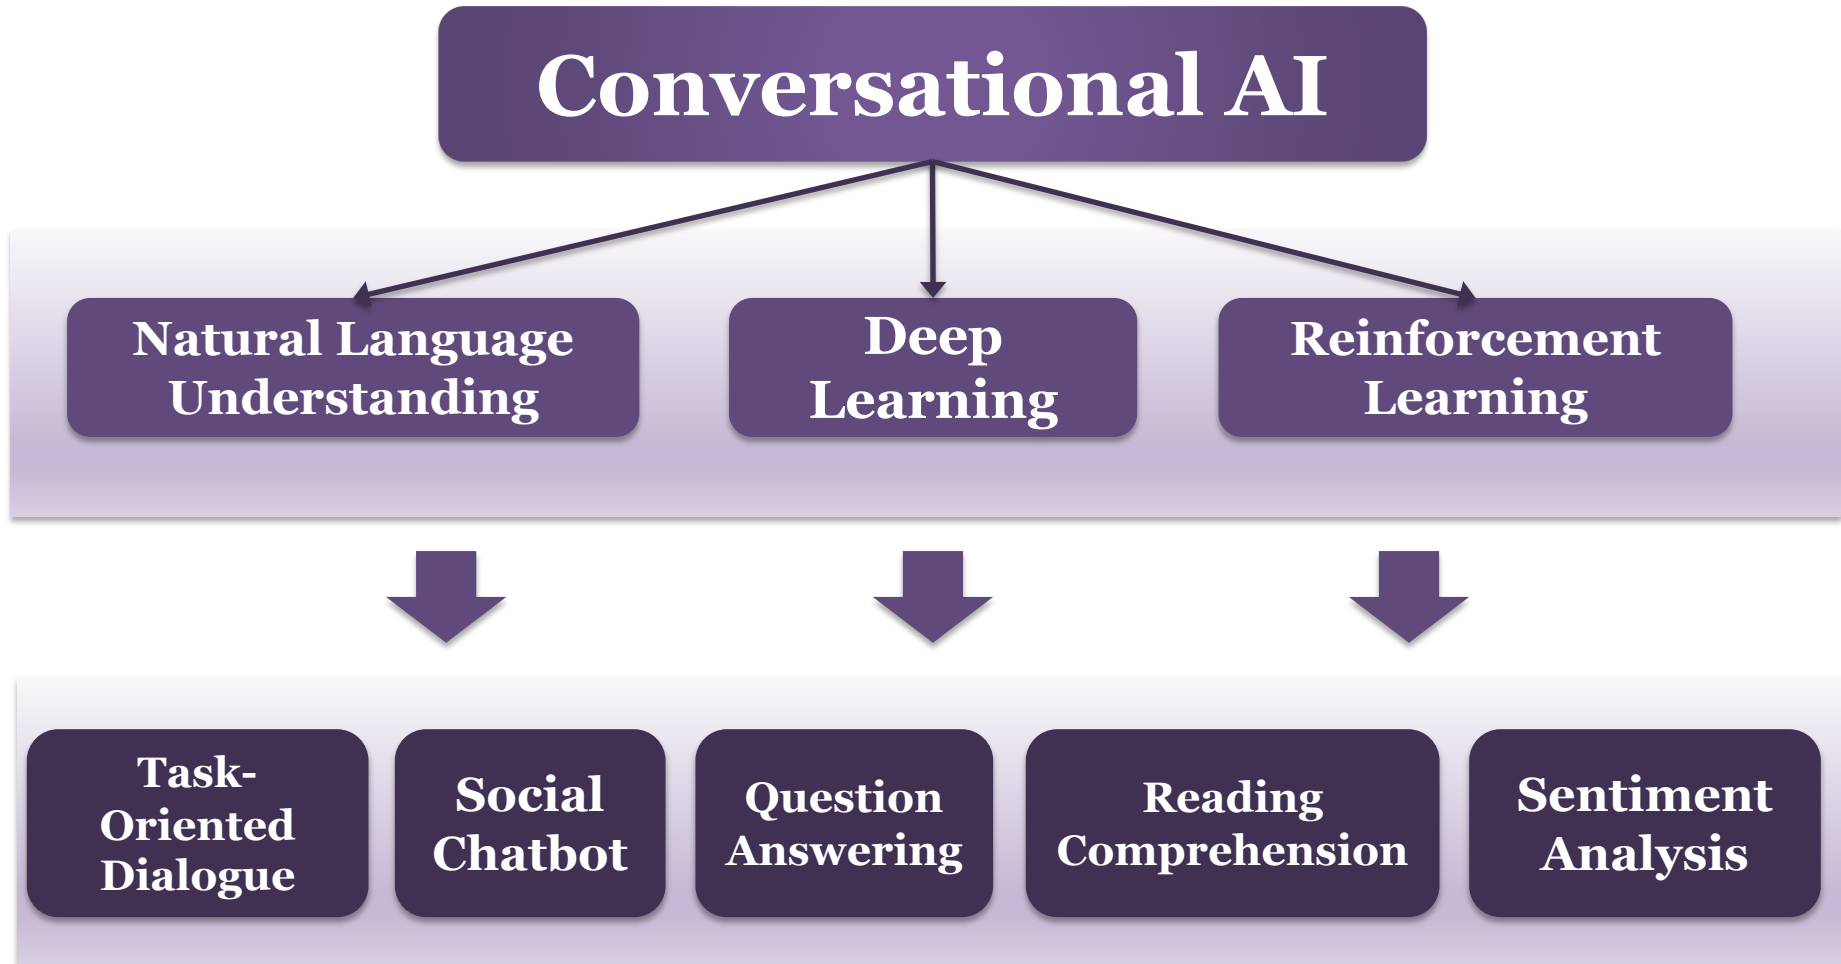 Conversational AI
Natural Language
Understanding
Deep
Learning
Reinforcement
Learning
Task-
Oriented
Dialogue
Social
Chatbot
Question
Answering
Reading
Comprehension
Sentiment
Analysis